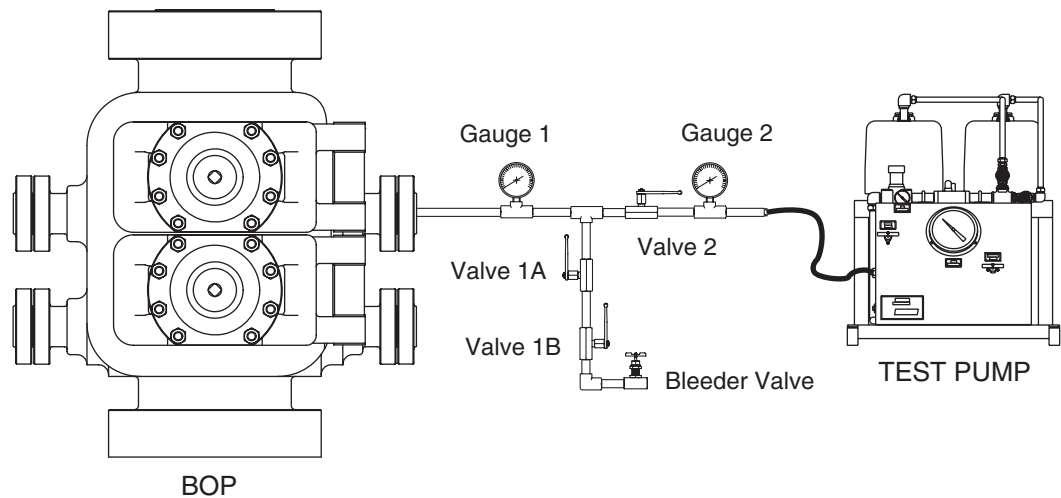 Gauge 1
Gauge 2
Valve 1A
Valve 2
Valve 1B
Bleeder Valve
TEST PUMP
BOP